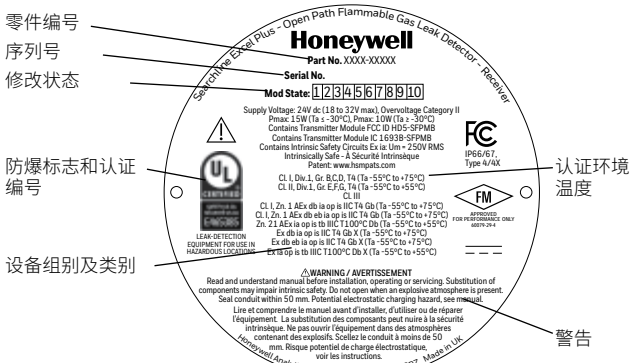 零件编号
序列号
修改状态
防爆标志和认证
编号
设备组别及类别
认证环境
温度
警告
Searchline Excel Plus - Open Path Flammable Gas Leak Detector - Receiver
Honeywell
Part No. XXXX-XXXXX
Serial No.
Mod State: 1 2 3 4 5 6 7 8 9 10
Supply Voltage: 24V dc (18 to 32V max), Overvoltage Category II
Pmax: 15W (Ta ≤ -30°C), Pmax: 10W (Ta ≥ -30°C)
Contains Transmitter Module FCC ID HD5-SFPMB
Contains Transmitter Module IC 1693B-SFPMB
Contains Intrinsic Safety Circuits Ex ia: Um = 250V RMS
Intrinsically Safe - À Sécurité Intrinsèque
Patent: www.hsmpats.com
Cl. I, Div.1, Gr. B,C,D, T4 (Ta -55°C to +75°C)
Cl. II, Div.1, Gr. E,F,G, T4 (Ta -55°C to +55°C)
Cl. III
Cl. I, Zn. 1 AEx db ia op is IIC T4 Gb (Ta -55°C to +75°C)
Cl. I, Zn. 1 AEx db eb ia op is IIC T4 Gb (Ta -55°C to +75°C)
Zn. 21 AEx ia op is tb IIIC T100°C Db (Ta -55°C to +55°C)
Ex db ia op is IIC T4 Gb X (Ta -55°C to +75°C)
Ex db eb ia op is IIC T4 Gb X (Ta -55°C to +75°C)
Ex ia op is tb IIIC T100°C Db X (Ta -55°C to +55°C)
UL
CERTIFIED
LEAK-DETECTION
EQUIPMENT FOR USE IN
HAZARDOUS LOCATIONS
FC
IP66/67,
Type 4/4X
FM
APPROVED
FOR PERFORMANCE ONLY
60079-29-4
WARNING / AVERTISSEMENT
Read and understand manual before installation, operating or servicing. Substitution of
components may impair intrinsic safety. Do not open when an explosive atmosphere is present.
Seal conduit within 50 mm. Potential electrostatic charging hazard, see manual.
Lire et comprendre le manuel avant d'installer, d'utiliser ou de réparer
l'équipement. La substitution des composants peut nuire à la sécurité
intrinsèque. Ne pas ouvrir l'équipement dans des atmosphères
contenant des explosifs. Scellez le conduit à moins de 50
mm. Risque potentiel de charge électrostatique,
voir les instructions.
Honeywell Analy
Made in UK